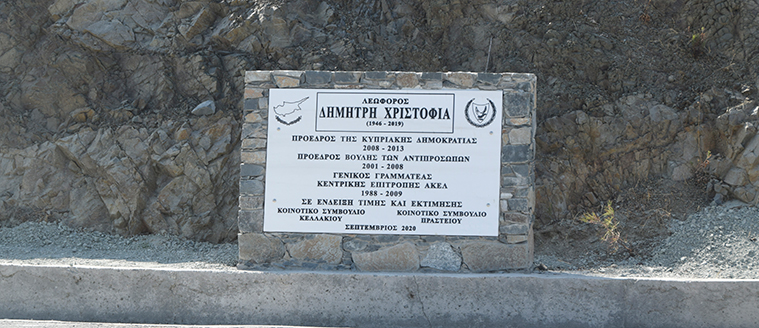 ΛΕΩΦΟΡΟΣ
ΔΗΜΗΤΡΗ ΧΡΙΣΤΟΦΙΑ
(1946 - 2019)
ΠΡΟΕΔΡΟΣ ΤΗΣ ΚΥΠΡΙΑΚΗΣ ΔΗΜΟΚΡΑΤΙΑΣ
2008 - 2013
ΠΡΟΕΔΡΟΣ ΒΟΥΛΗΣ ΤΩΝ ΑΝΤΙΠΡΟΣΩΠΩΝ
2001 - 2008
ΓΕΝΙΚΟΣ ΓΡΑΜΜΑΤΕΑΣ
ΚΕΝΤΡΙΚΗΣ ΕΠΙΤΡΟΠΗΣ ΑΚΕΛ
1988 - 2009
ΣΕ ΕΝΔΕΙΞΗ ΤΙΜΗΣ ΚΑΙ ΕΚΤΙΜΗΣΗΣ
ΚΟΙΝΟΤΙΚΟ ΣΥΜΒΟΥΛΙΟ ΚΟΙΝΟΤΙΚΟ ΣΥΜΒΟΥΛΙΟ
ΚΕΛΛΑΚΙΟΥ ΠΡΑΣΤΕΙΟΥ
ΣΕΠΤΕΜΒΡΙΟΣ 2020